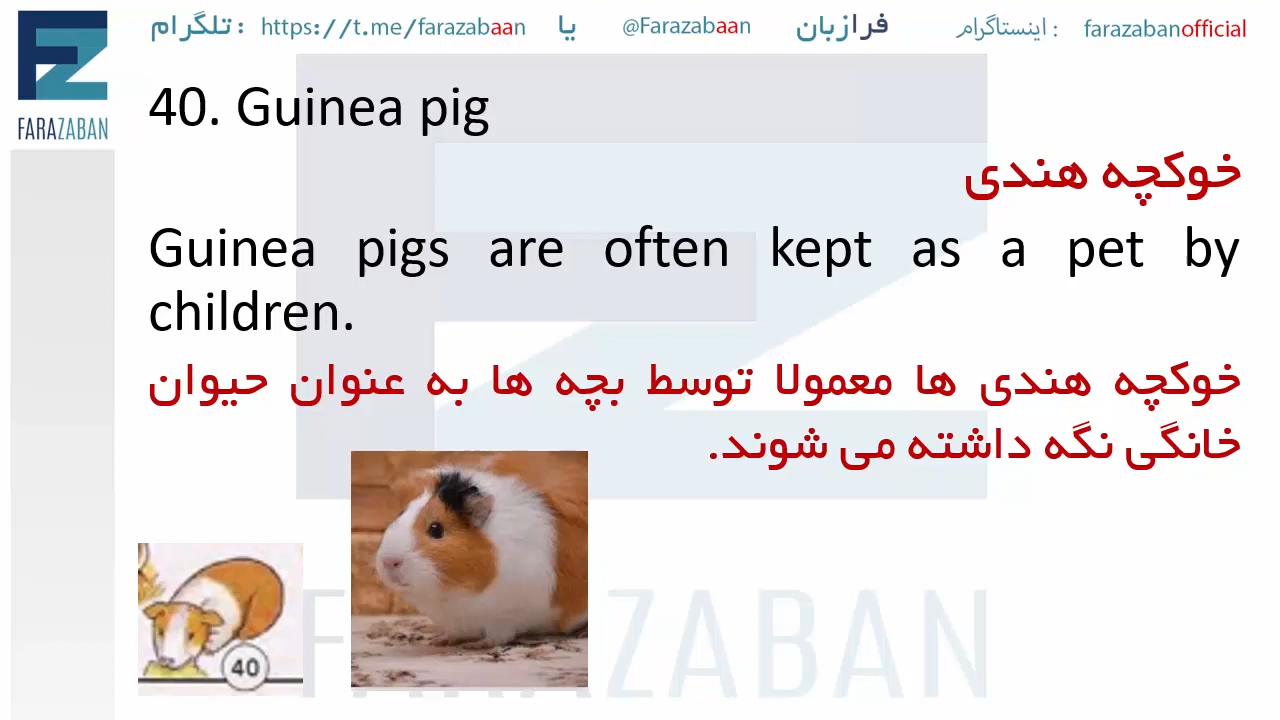 تلگرام : https://t.me/farazabaan یا @Farazabaan فرازبان اینستاگرام : farazabanofficial
FARAZABAN
40. Guinea pig
خوکچه هندی
Guinea pigs are often kept as a pet by
children.
خوکچه هندی ها معمولا توسط بچه ها به عنوان حیوان
خانگی نگه داشته می شوند.
40
FARAZABAN